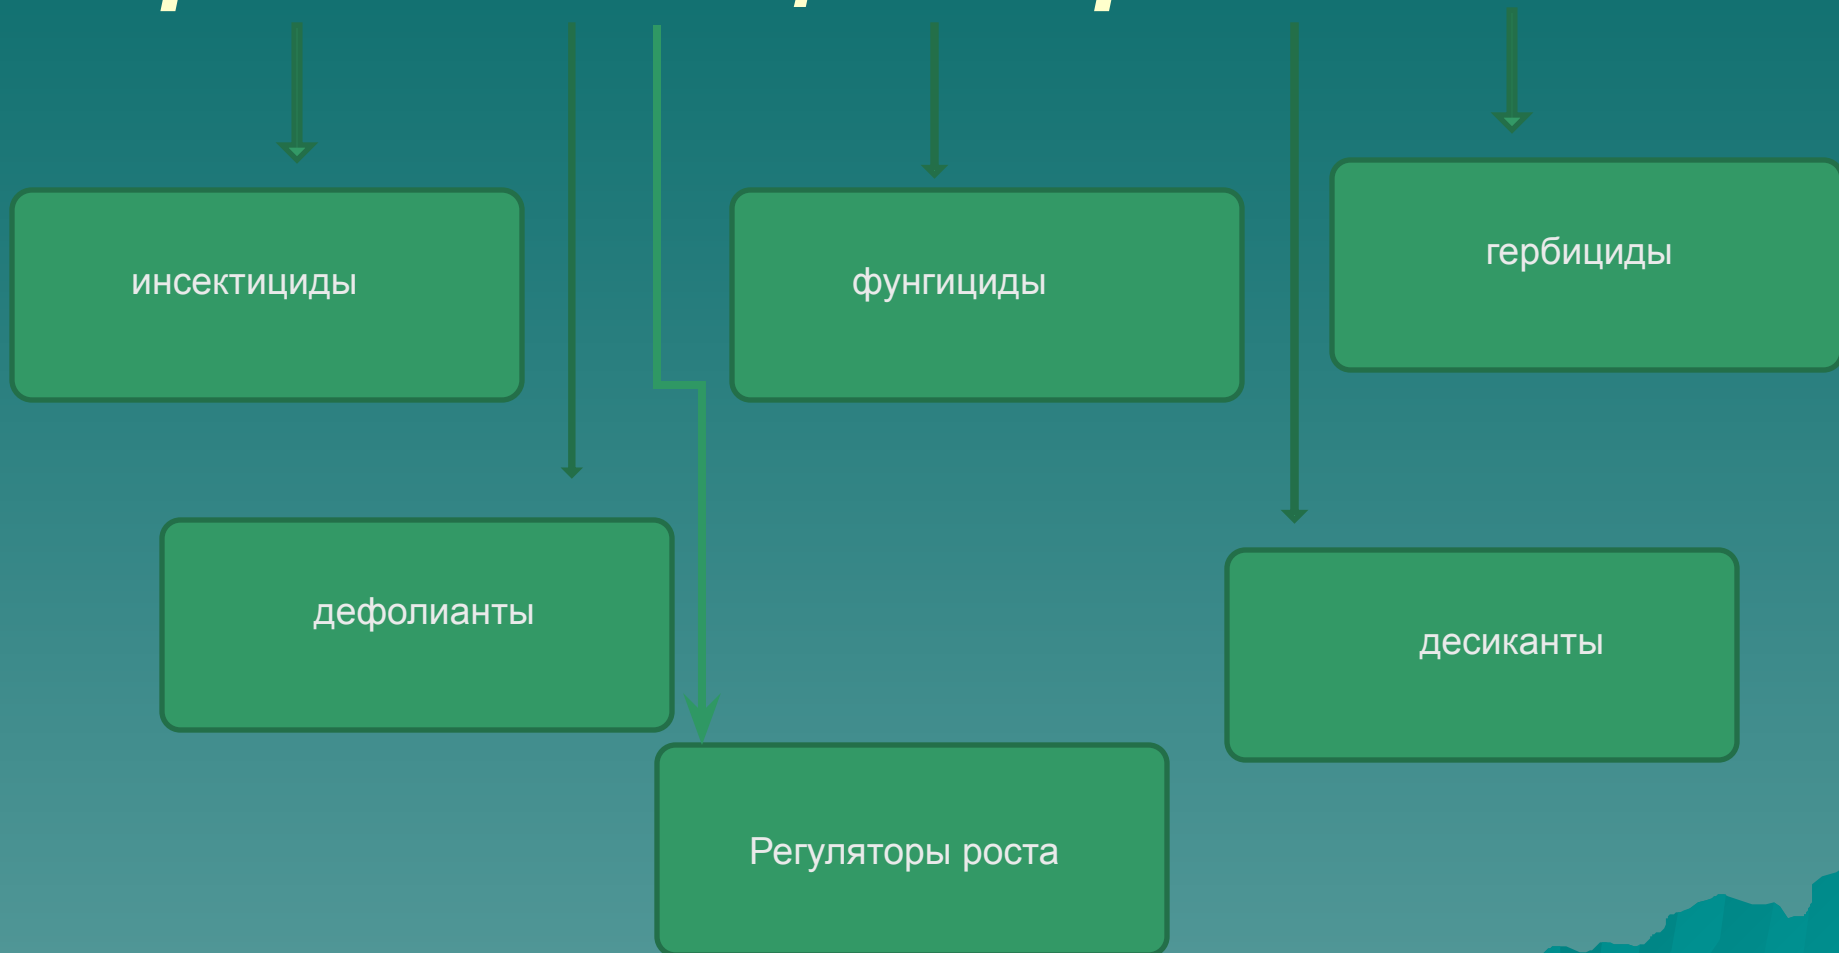 инсектициды
фунгициды
гербициды
дефолианты
десиканты
Регуляторы роста